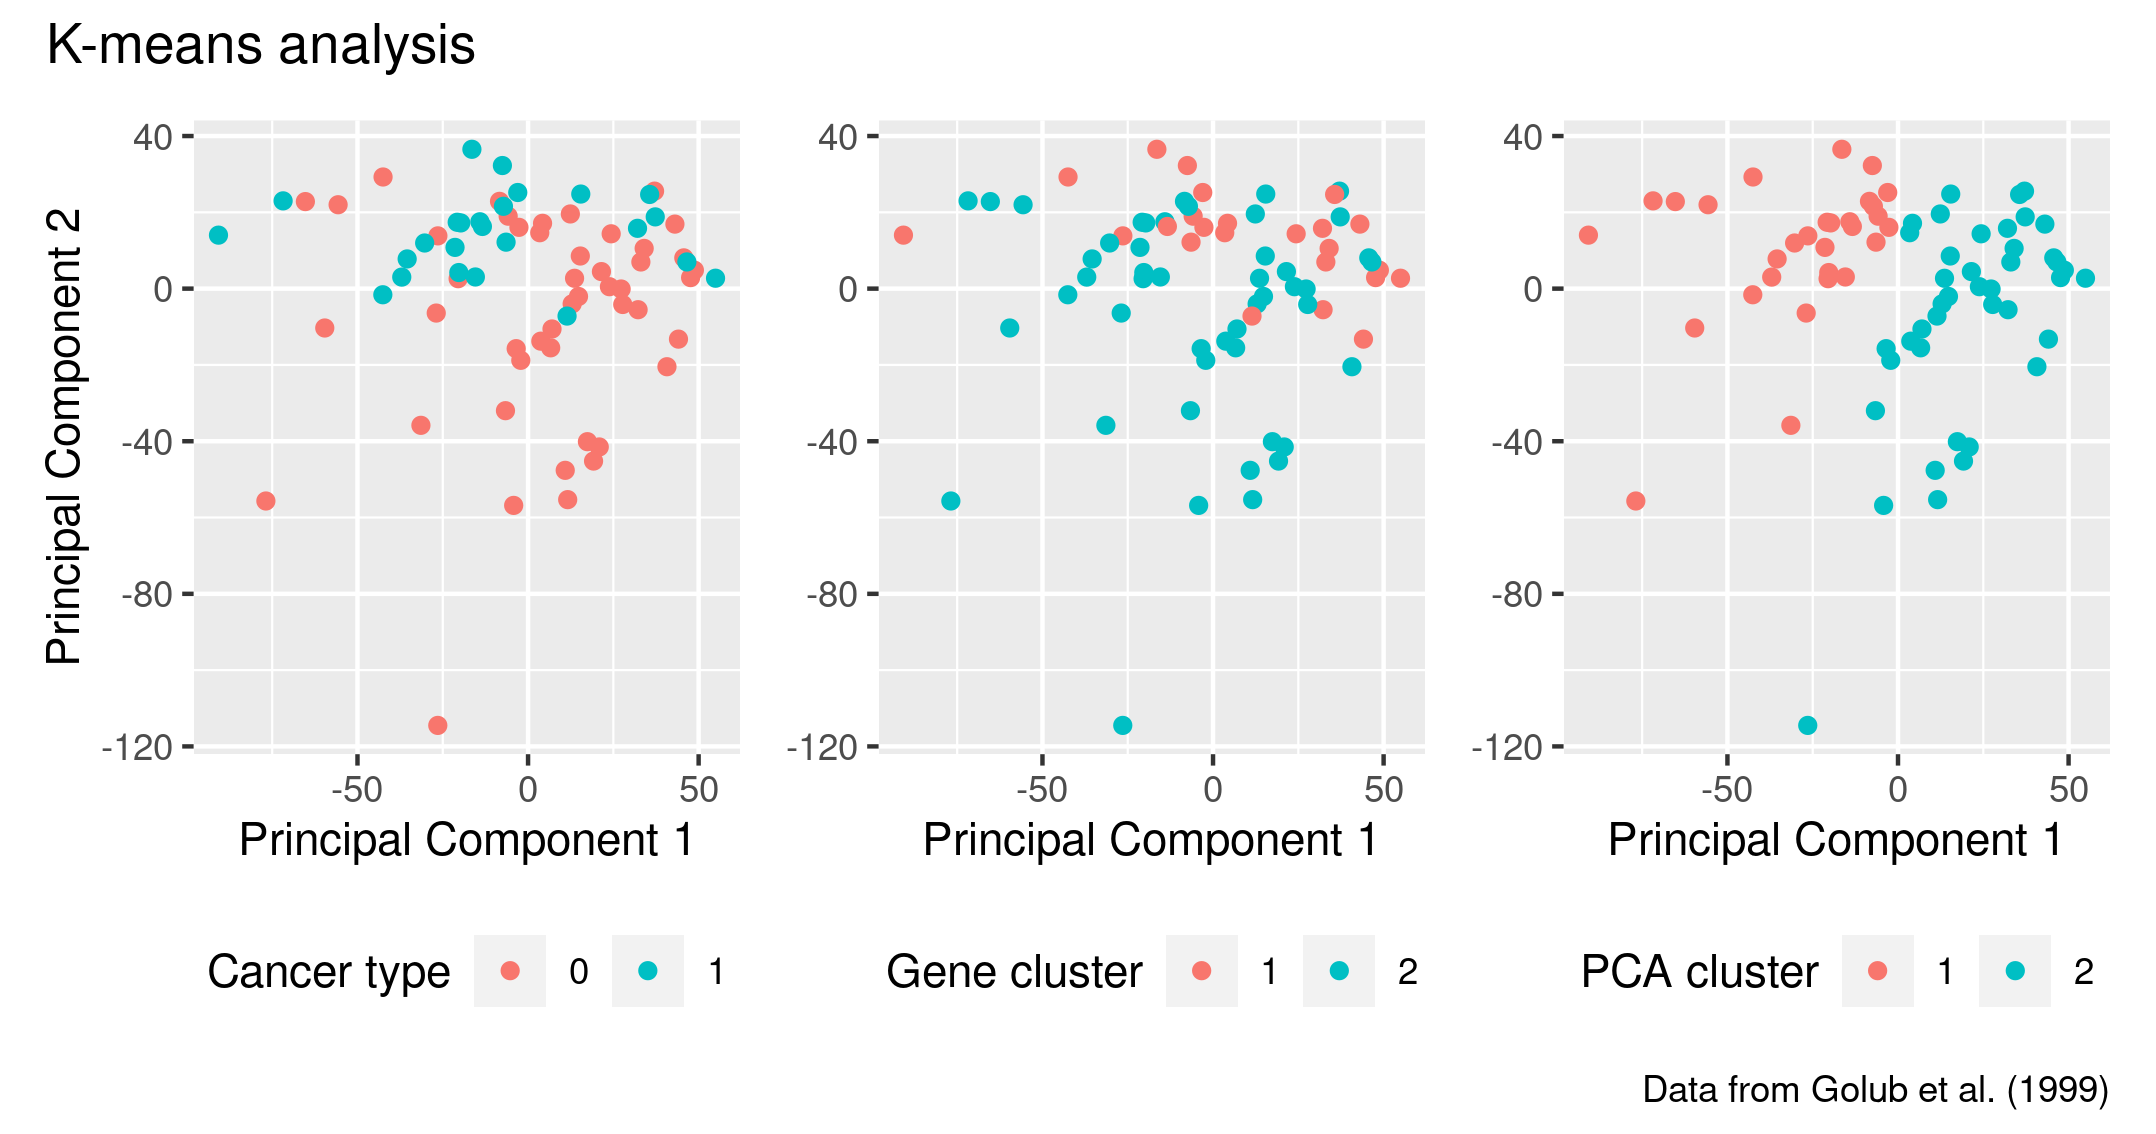 K-means analysis
Principal Component 2
40
0
-40
-80
-120
-50 0 50
Principal Component 1
Cancer type 0 1
40
0
-40
-80
-120
-50 0 50
Principal Component 1
Gene cluster 1 2
40
0
-40
-80
-120
-50 0 50
Principal Component 1
PCA cluster 1 2
Data from Golub et al. (1999)